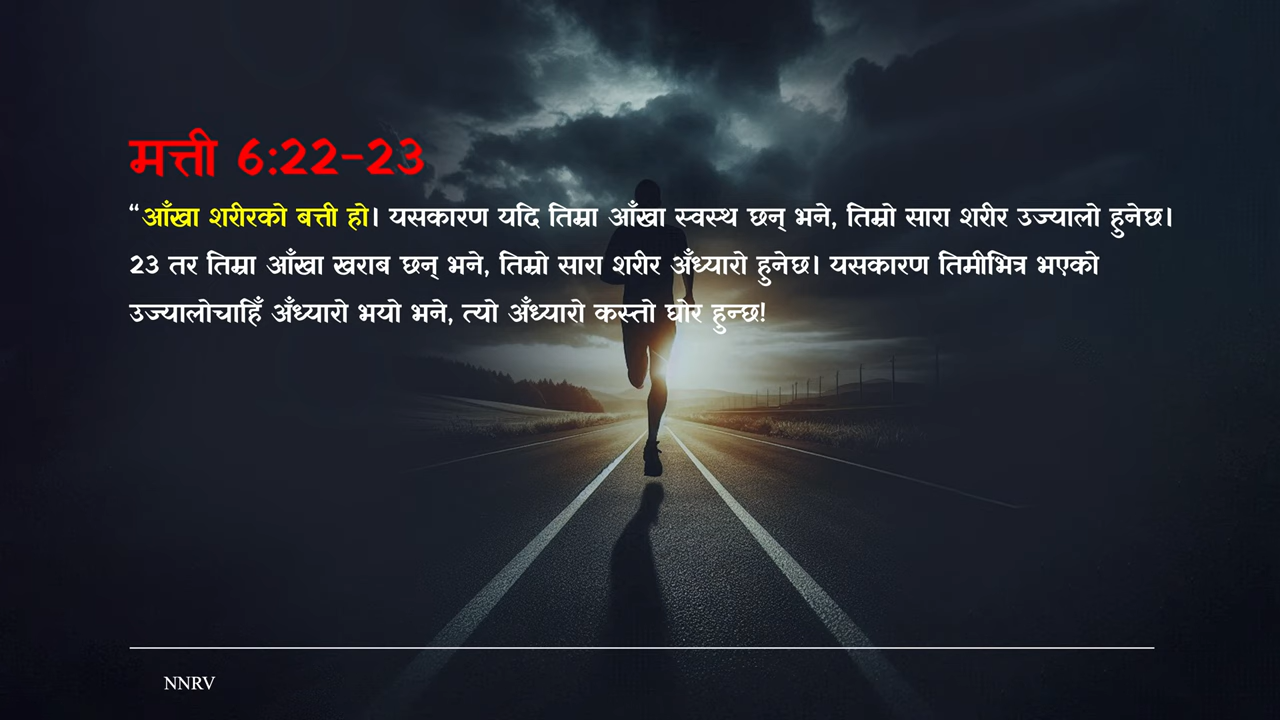 मत्ती 6:22-23
“आँखा शरीरको बत्ती हो। यसकारण यदि तिम्रा आँखा स्वस्थ छन् भने, तिम्रो सारा शरीर उज्यालो हुनेछ।
23 तर तिम्रा आँखा खराब छन् भने, तिम्रो सारा शरीर अँध्यारो हुनेछ। यसकारण तिमीभित्र भएको
उज्यालोचाहिँ अँध्यारो भयो भने, त्यो अँध्यारो कस्तो घोर हुन्छ!
NNRV